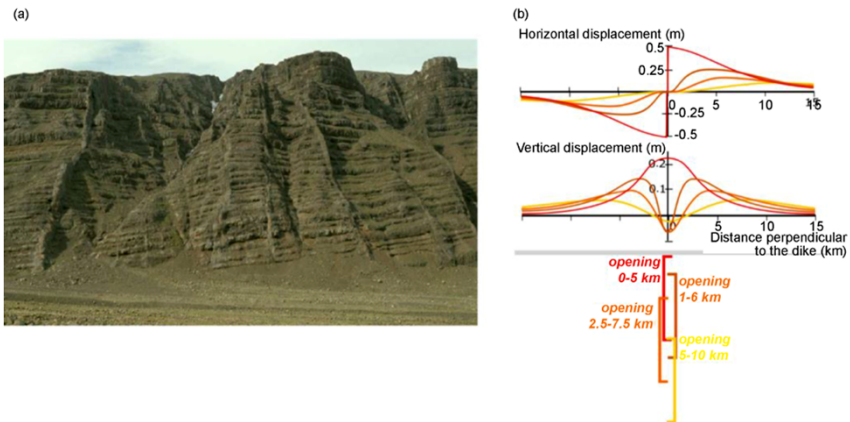 (a)
(b)
Horizontal displacement (m)
0.5
0.25
0 5 10 15
-0.25
-0.5
Vertical displacement (m)
0.2
0.1
0 5 10 15
Distance perpendicular
to the dike (km)
opening
0-5 km
opening
1-6 km
opening
2.5-7.5 km
opening
5-10 km